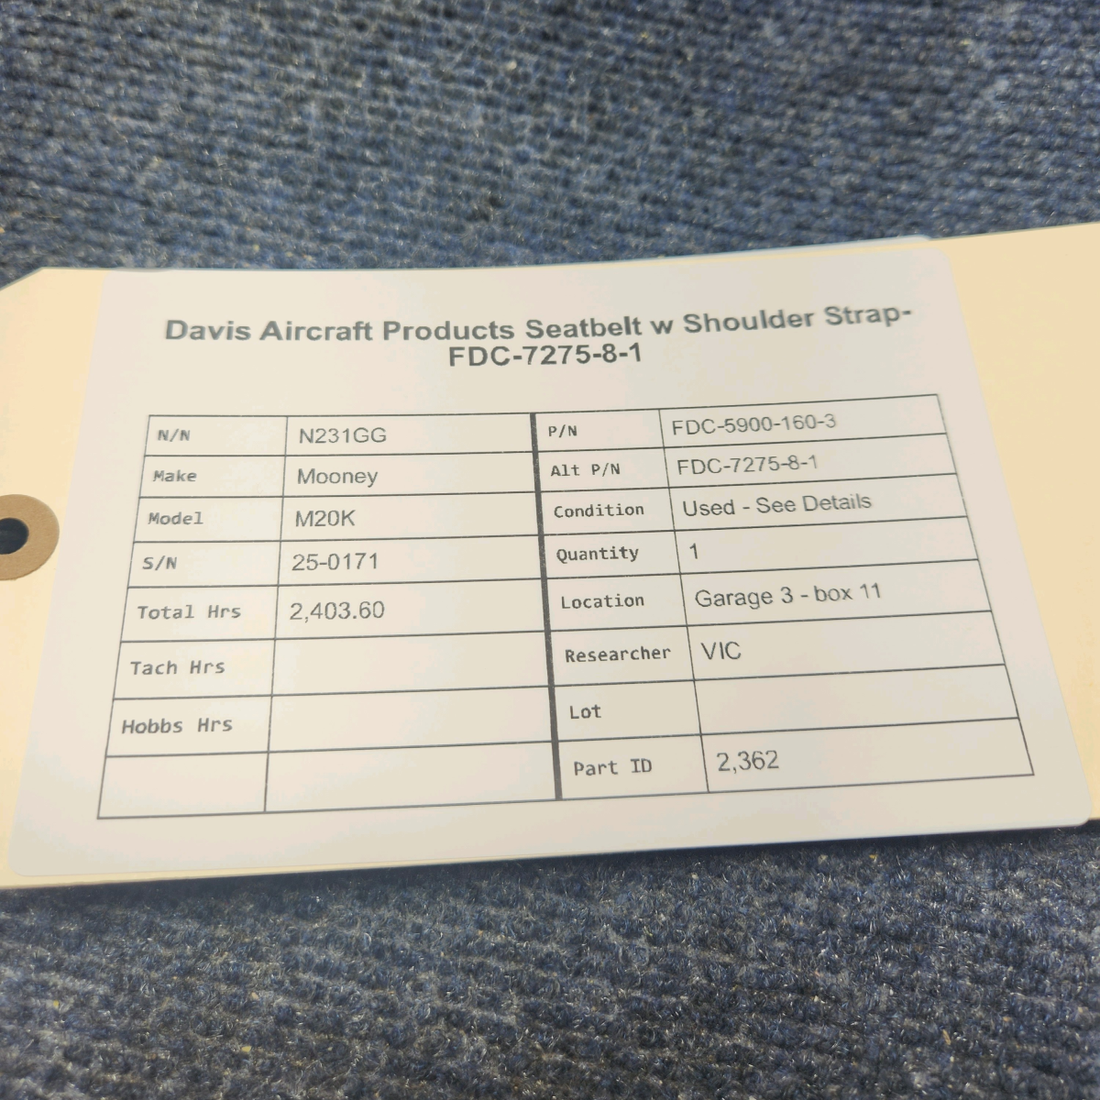 Davis Aircraft Products Seatbelt w Shoulder Strap-
FDC-7275-8-1
N/N N231GG P/N FDC-5900-160-3
Make Mooney Alt P/N FDC-7275-8-1
Model M20K Condition Used - See Details
S/N 25-0171 Quantity 1
Total Hrs 2,403.60 Location Garage 3 - box 11
Tach Hrs Researcher VIC
Hobbs Hrs Lot
Part ID 2,362